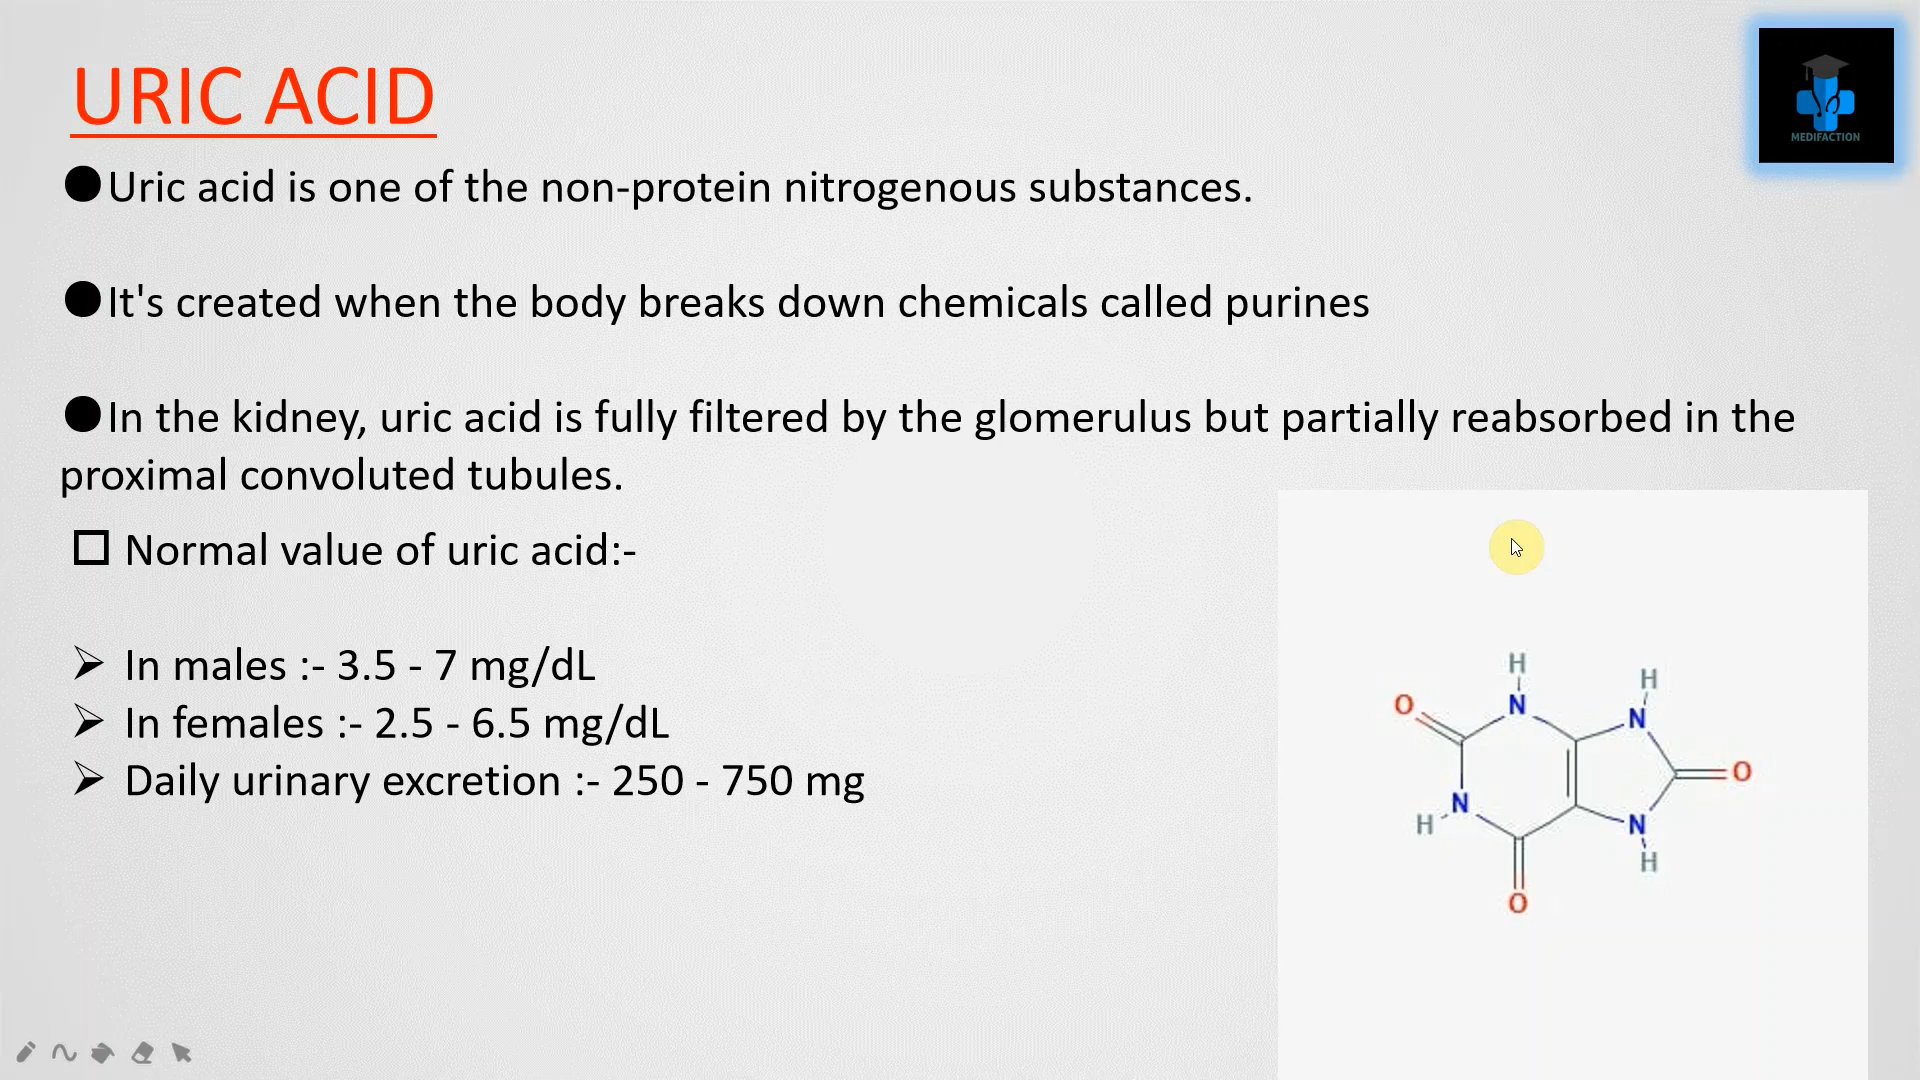 URIC ACID
MEDIFACTION
●Uric acid is one of the non-protein nitrogenous substances.
●It's created when the body breaks down chemicals called purines
●In the kidney, uric acid is fully filtered by the glomerulus but partially reabsorbed in the
proximal convoluted tubules.
☐ Normal value of uric acid:-
➢ In males :- 3.5 - 7 mg/dL
➢ In females :- 2.5 - 6.5 mg/dL
➢ Daily urinary excretion :- 250 - 750 mg
H
H
O
N
N
O
N
H
N
H
O